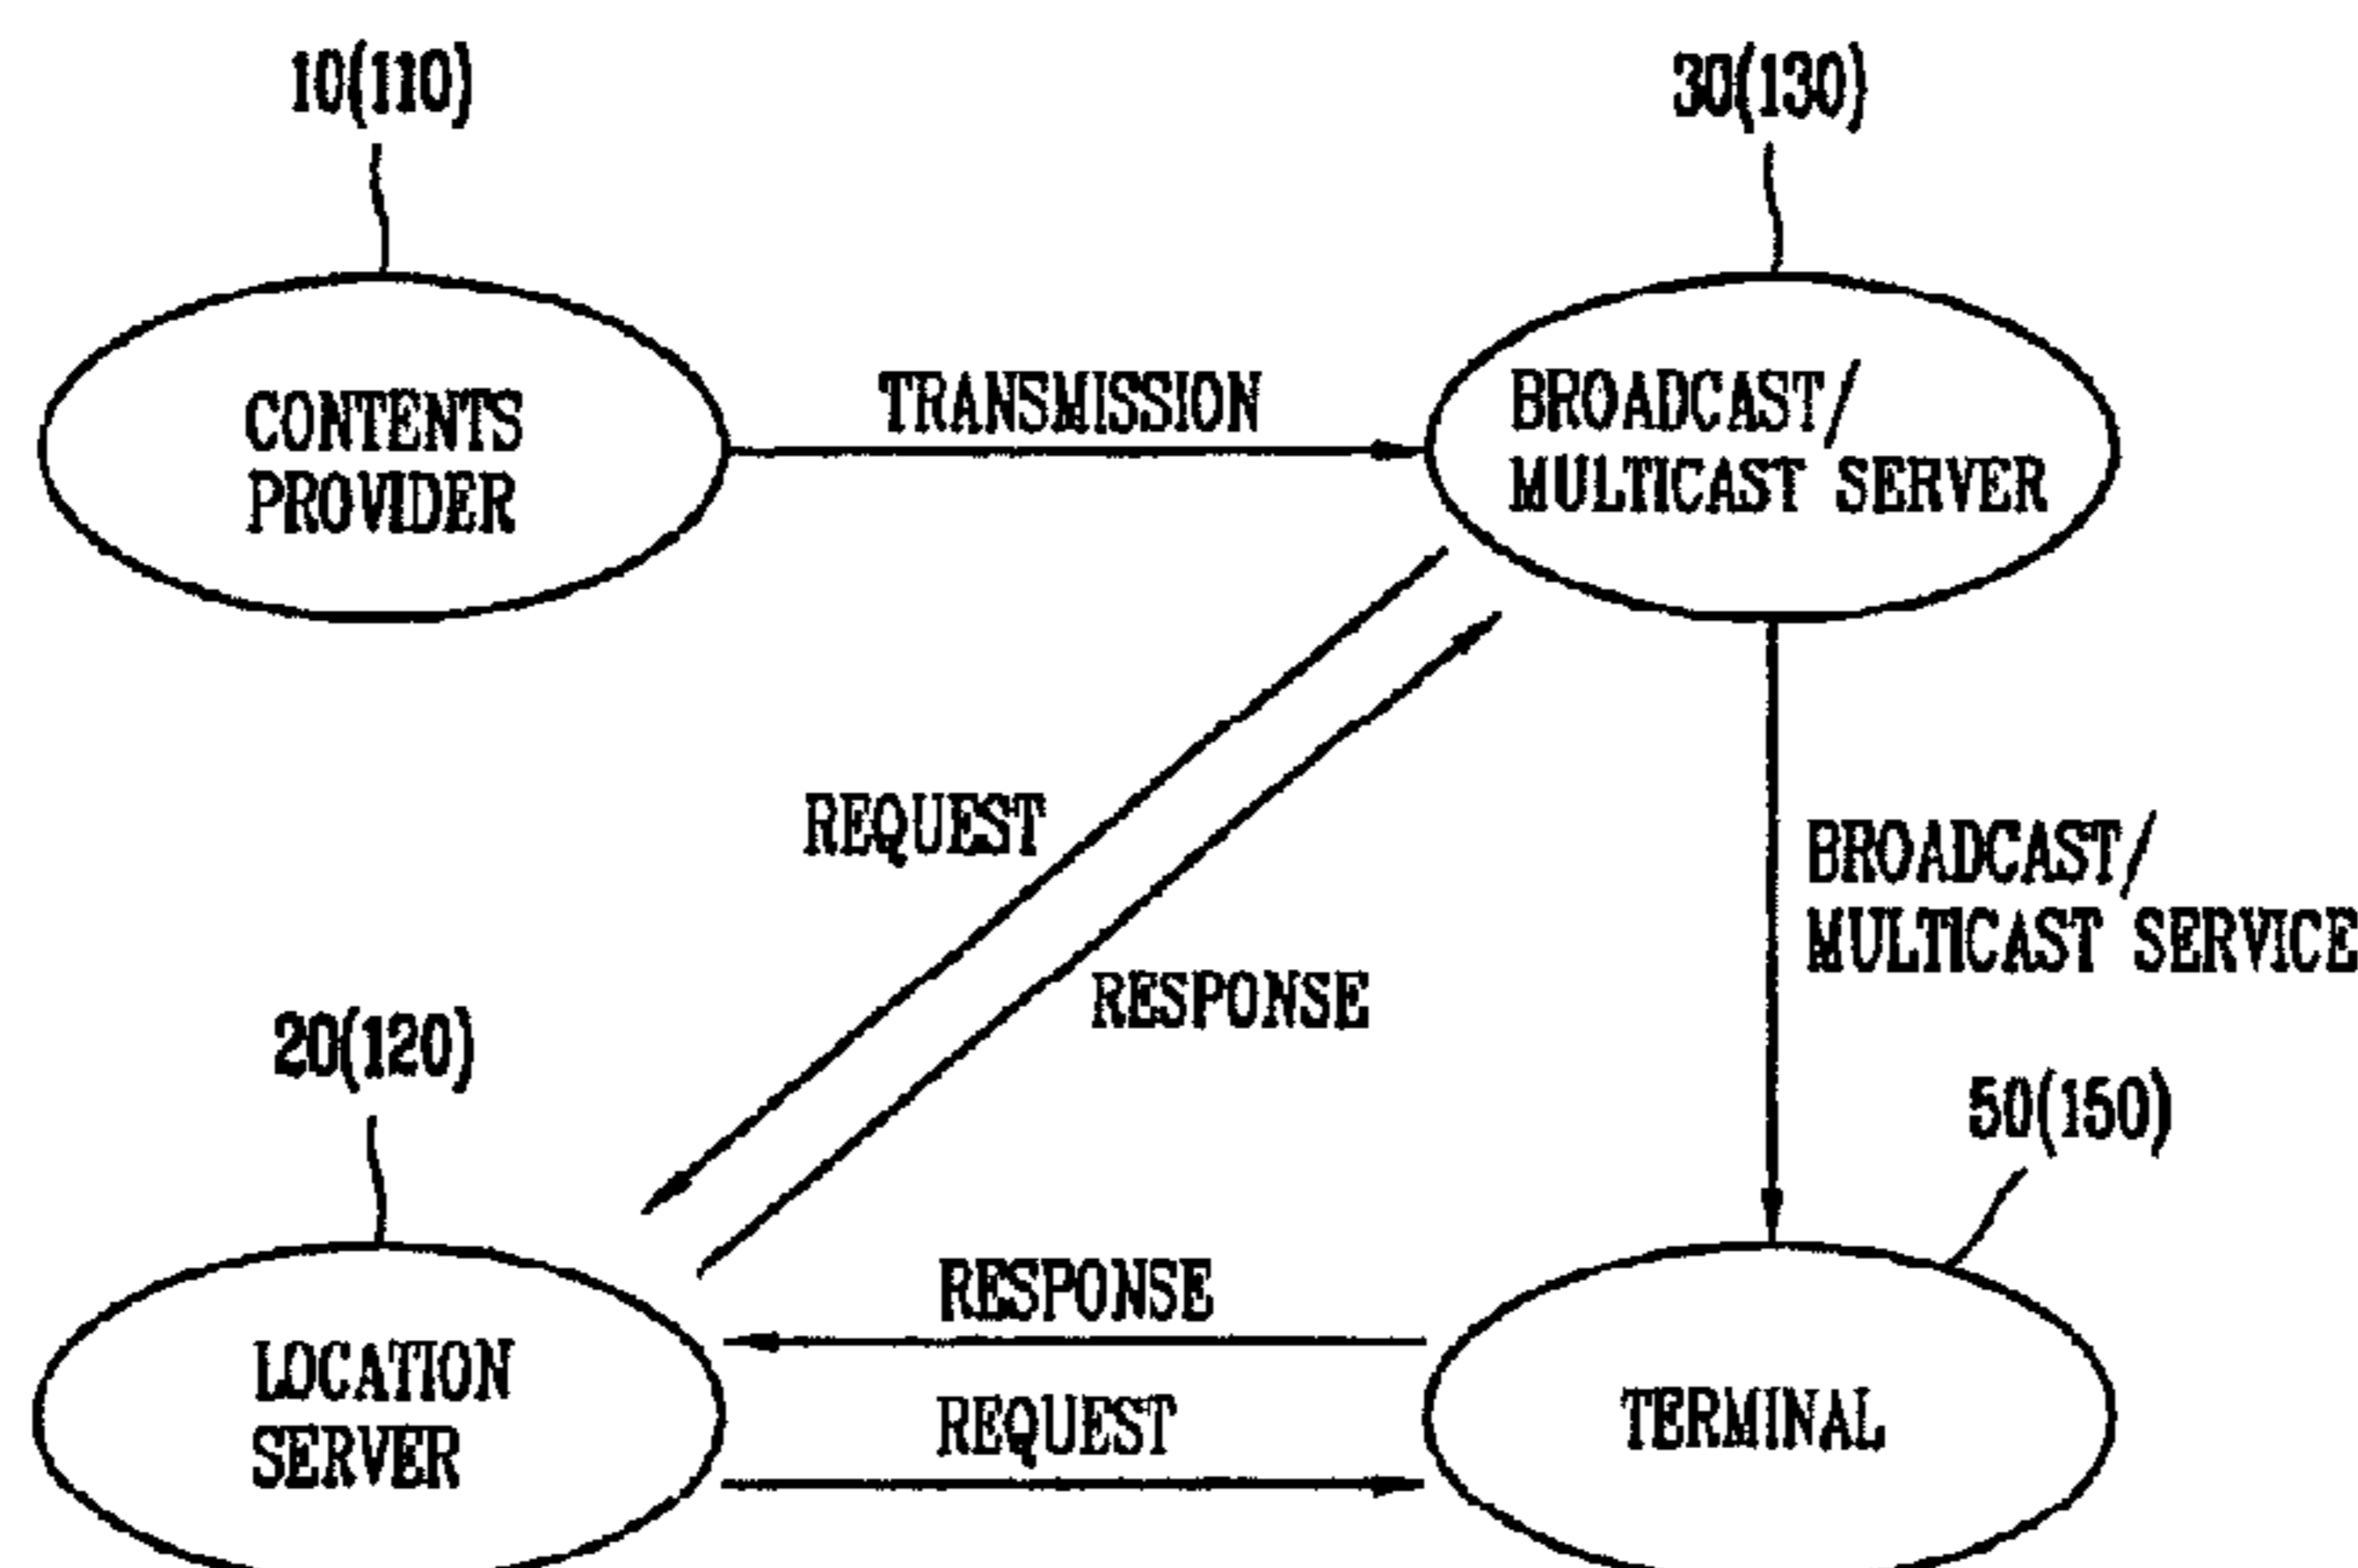 10(110)
30(130)
CONTENTS
PROVIDER
TRANSMISSION
BROADCAST/
MULTICAST SERVER
REQUEST
RESPONSE
BROADCAST/
MULTICAST SERVICE
20(120)
50(150)
RESPONSE
LOCATION
SERVER
REQUEST
TERMINAL